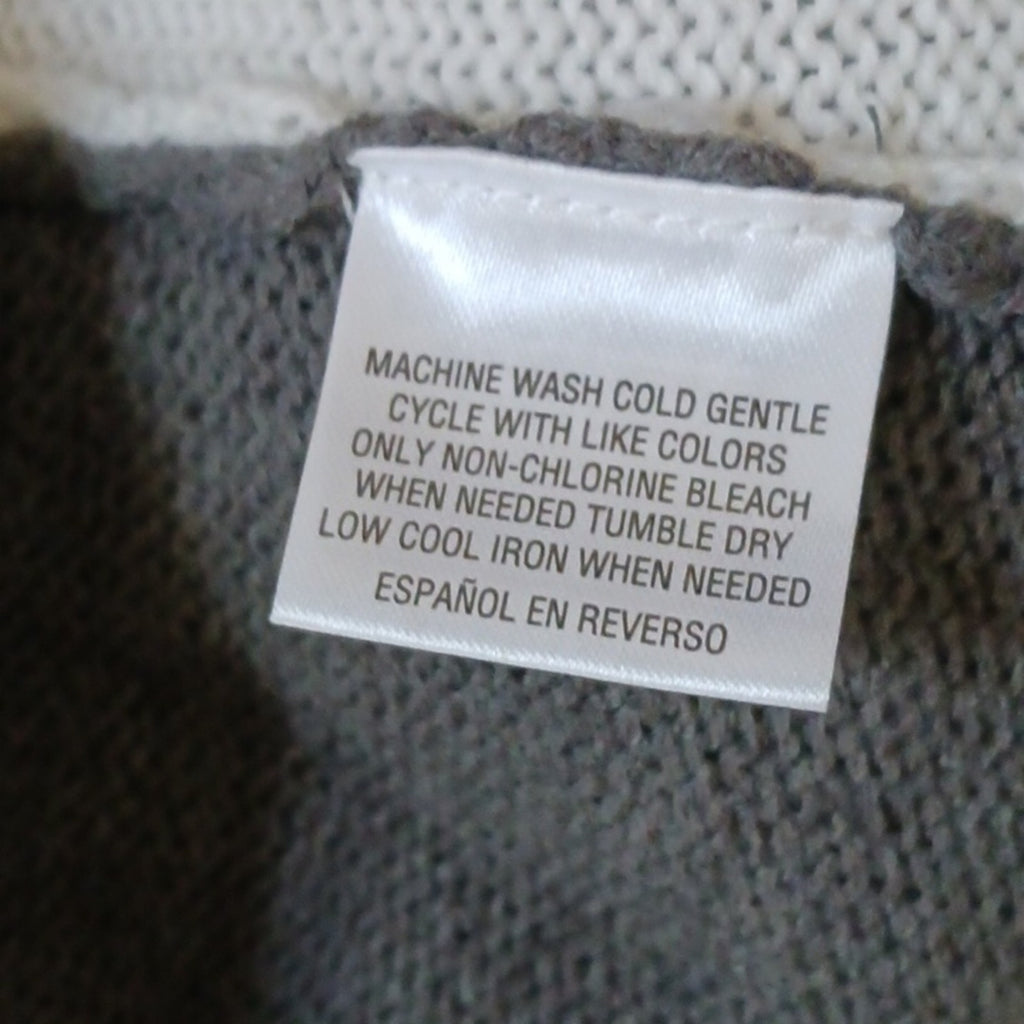 MACHINE WASH COLD GENTLE
CYCLE WITH LIKE COLORS
ONLY NON-CHLORINE BLEACH
WHEN NEEDED TUMBLE DRY
LOW COOL IRON WHEN NEEDED
ESPAÑOL EN REVERSO